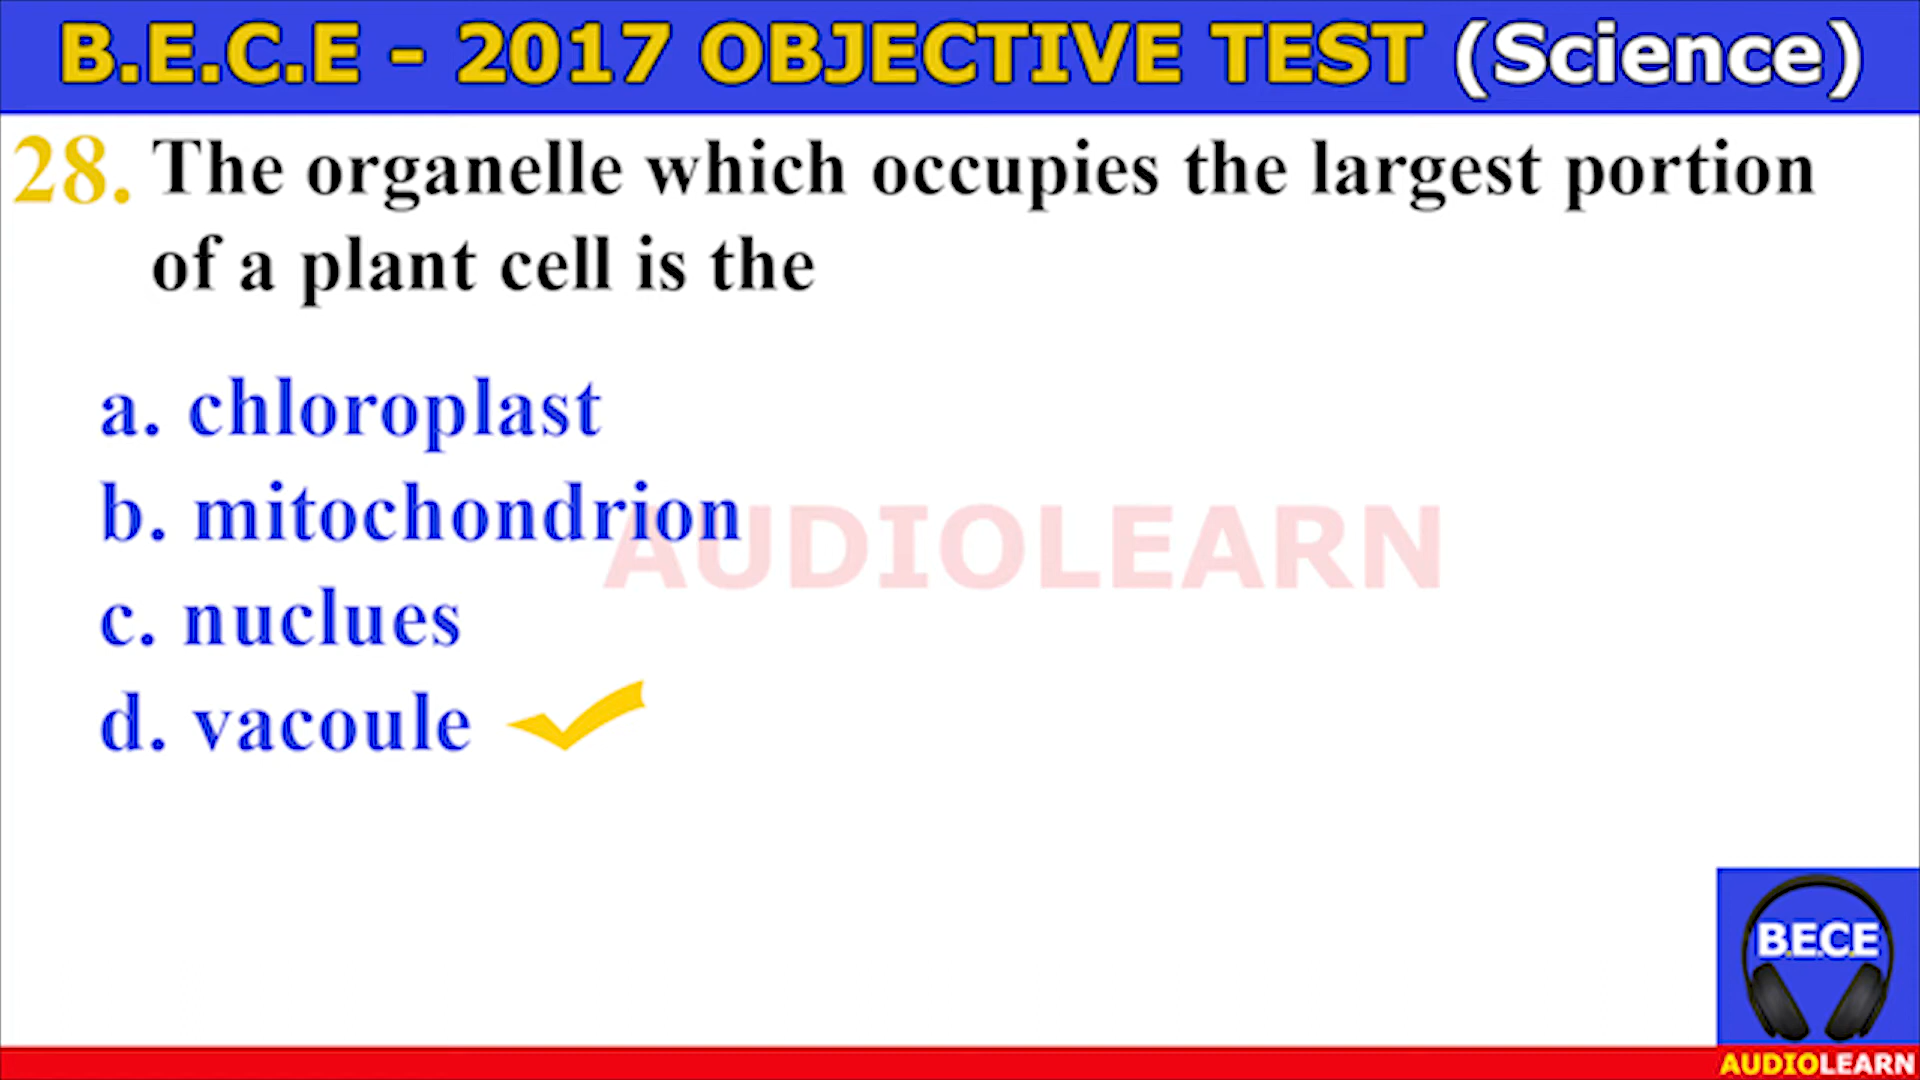 B.E.C.E - 2017 OBJECTIVE TEST (Science)
28. The organelle which occupies the largest portion
of a plant cell is the
a. chloroplast
b. mitochondrion
AUDIOLEARN
c. nuclues
d. vacoule
B.E.C.E
AUDIOLEARN